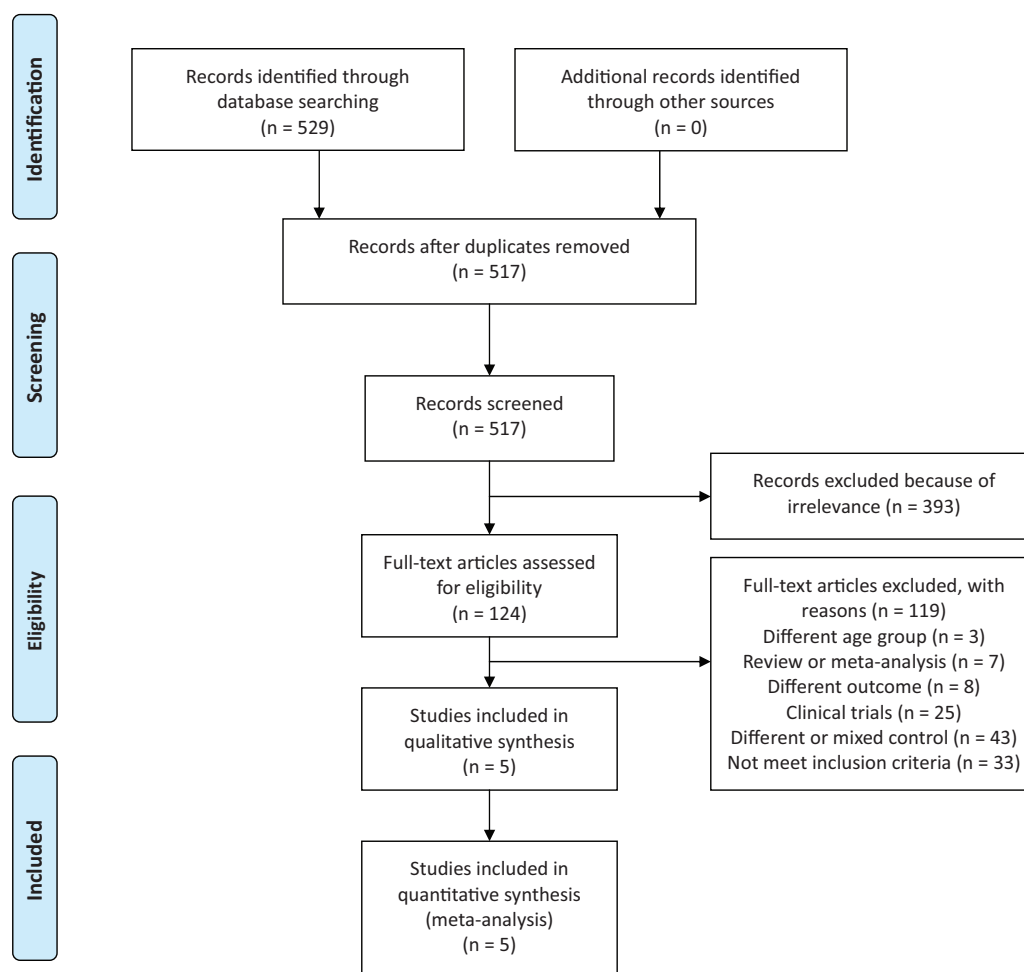 Identification
Records identified through
database searching
(n = 529)
Additional records identified
through other sources
(n = 0)
Records after duplicates removed
(n = 517)
Screening
Records screened
(n = 517)
Records excluded because of
irrelevance (n = 393)
Eligibility
Full-text articles assessed
for eligibility
(n = 124)
Full-text articles excluded, with
reasons (n = 119)
Different age group (n = 3)
Review or meta-analysis (n = 7)
Different outcome (n = 8)
Clinical trials (n = 25)
Different or mixed control (n = 43)
Not meet inclusion criteria (n = 33)
Studies included in
qualitative synthesis
(n = 5)
Included
Studies included in
quantitative synthesis
(meta-analysis)
(n = 5)